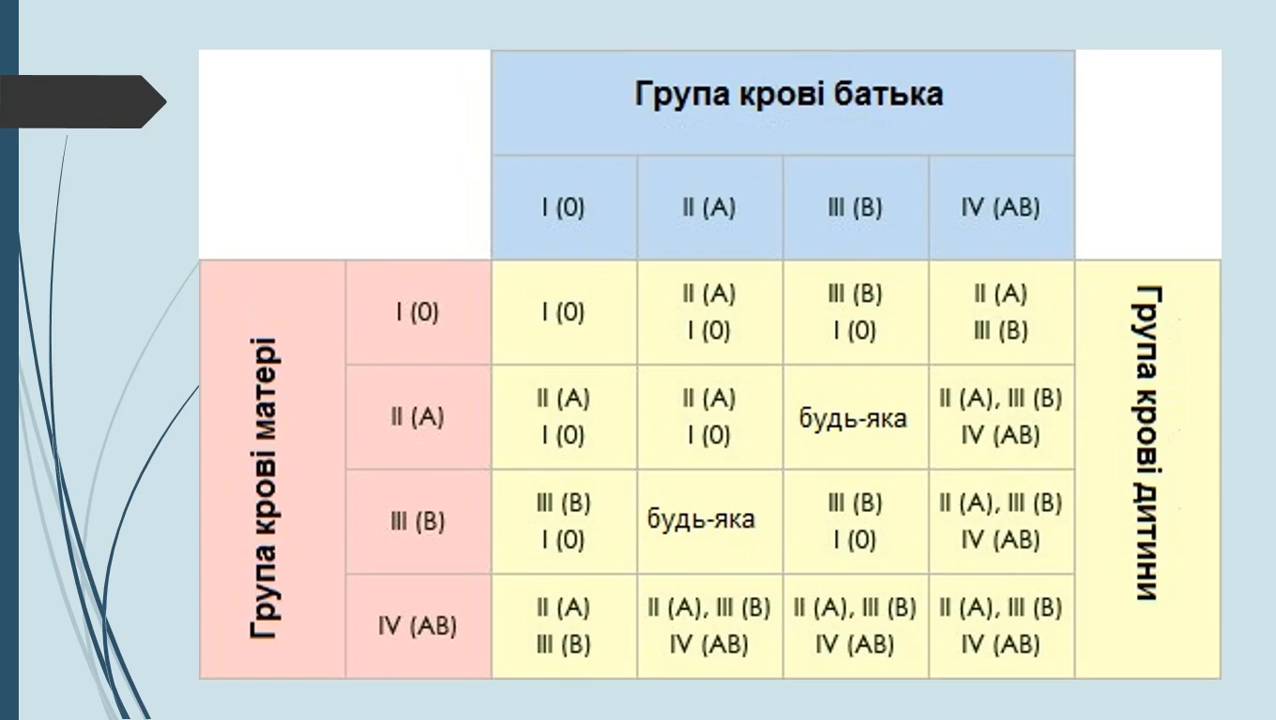 Група крові батька
I (0) II (A) III (B) IV (AB)
Група крові матері
Група крові дитини
I (0) I (0) II (A) III (B) II (A)
I (0) I (0) III (B)
II (A) II (A) II (A) будь-яка II (A), III (B)
I (0) I (0) IV (AB)
III (B) III (B) будь-яка III (B) II (A), III (B)
I (0) I (0) IV (AB)
IV (AB) II (A) II (A), III (B) II (A), III (B) II (A), III (B)
III (B) IV (AB) IV (AB) IV (AB)